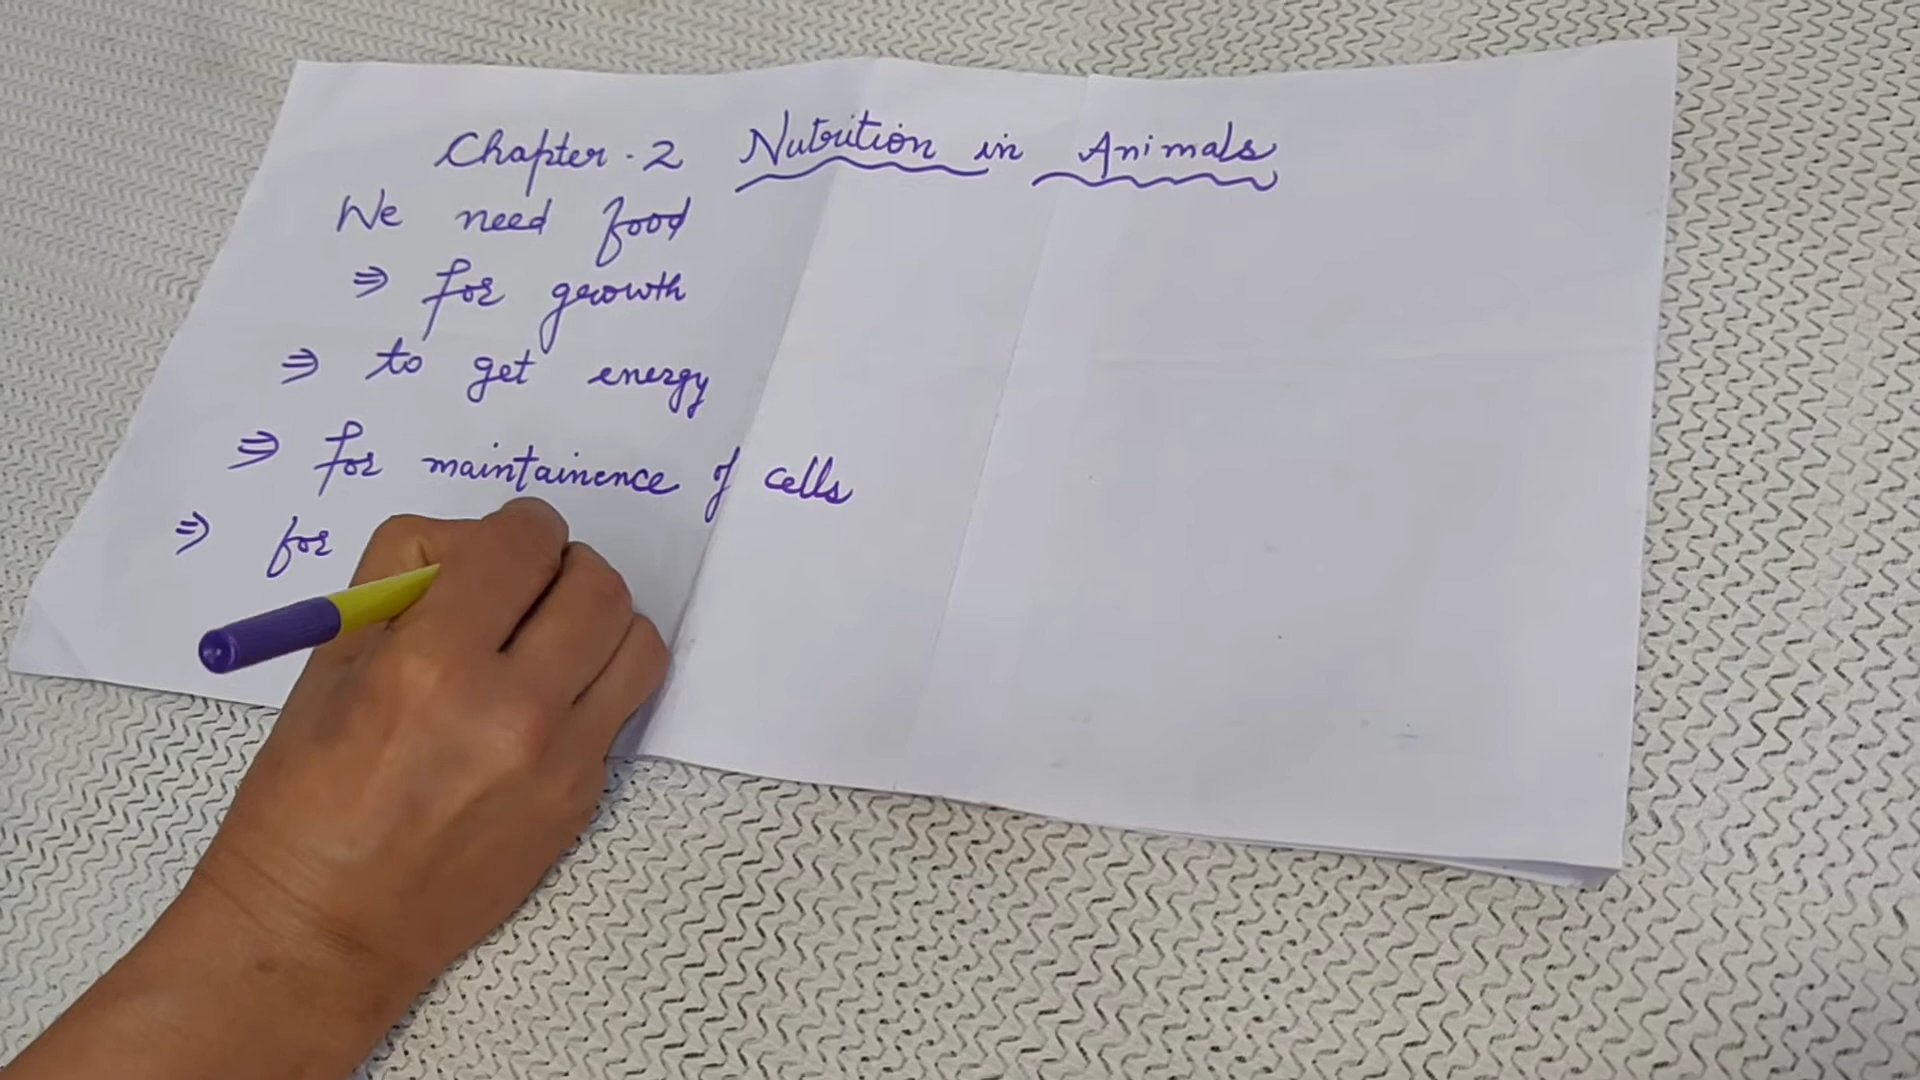 Chapter. 2 Nutrition in Animals
We need food
⇒ for growth
⇒ to get energy
⇒ for maintainence of cells
⇒ for